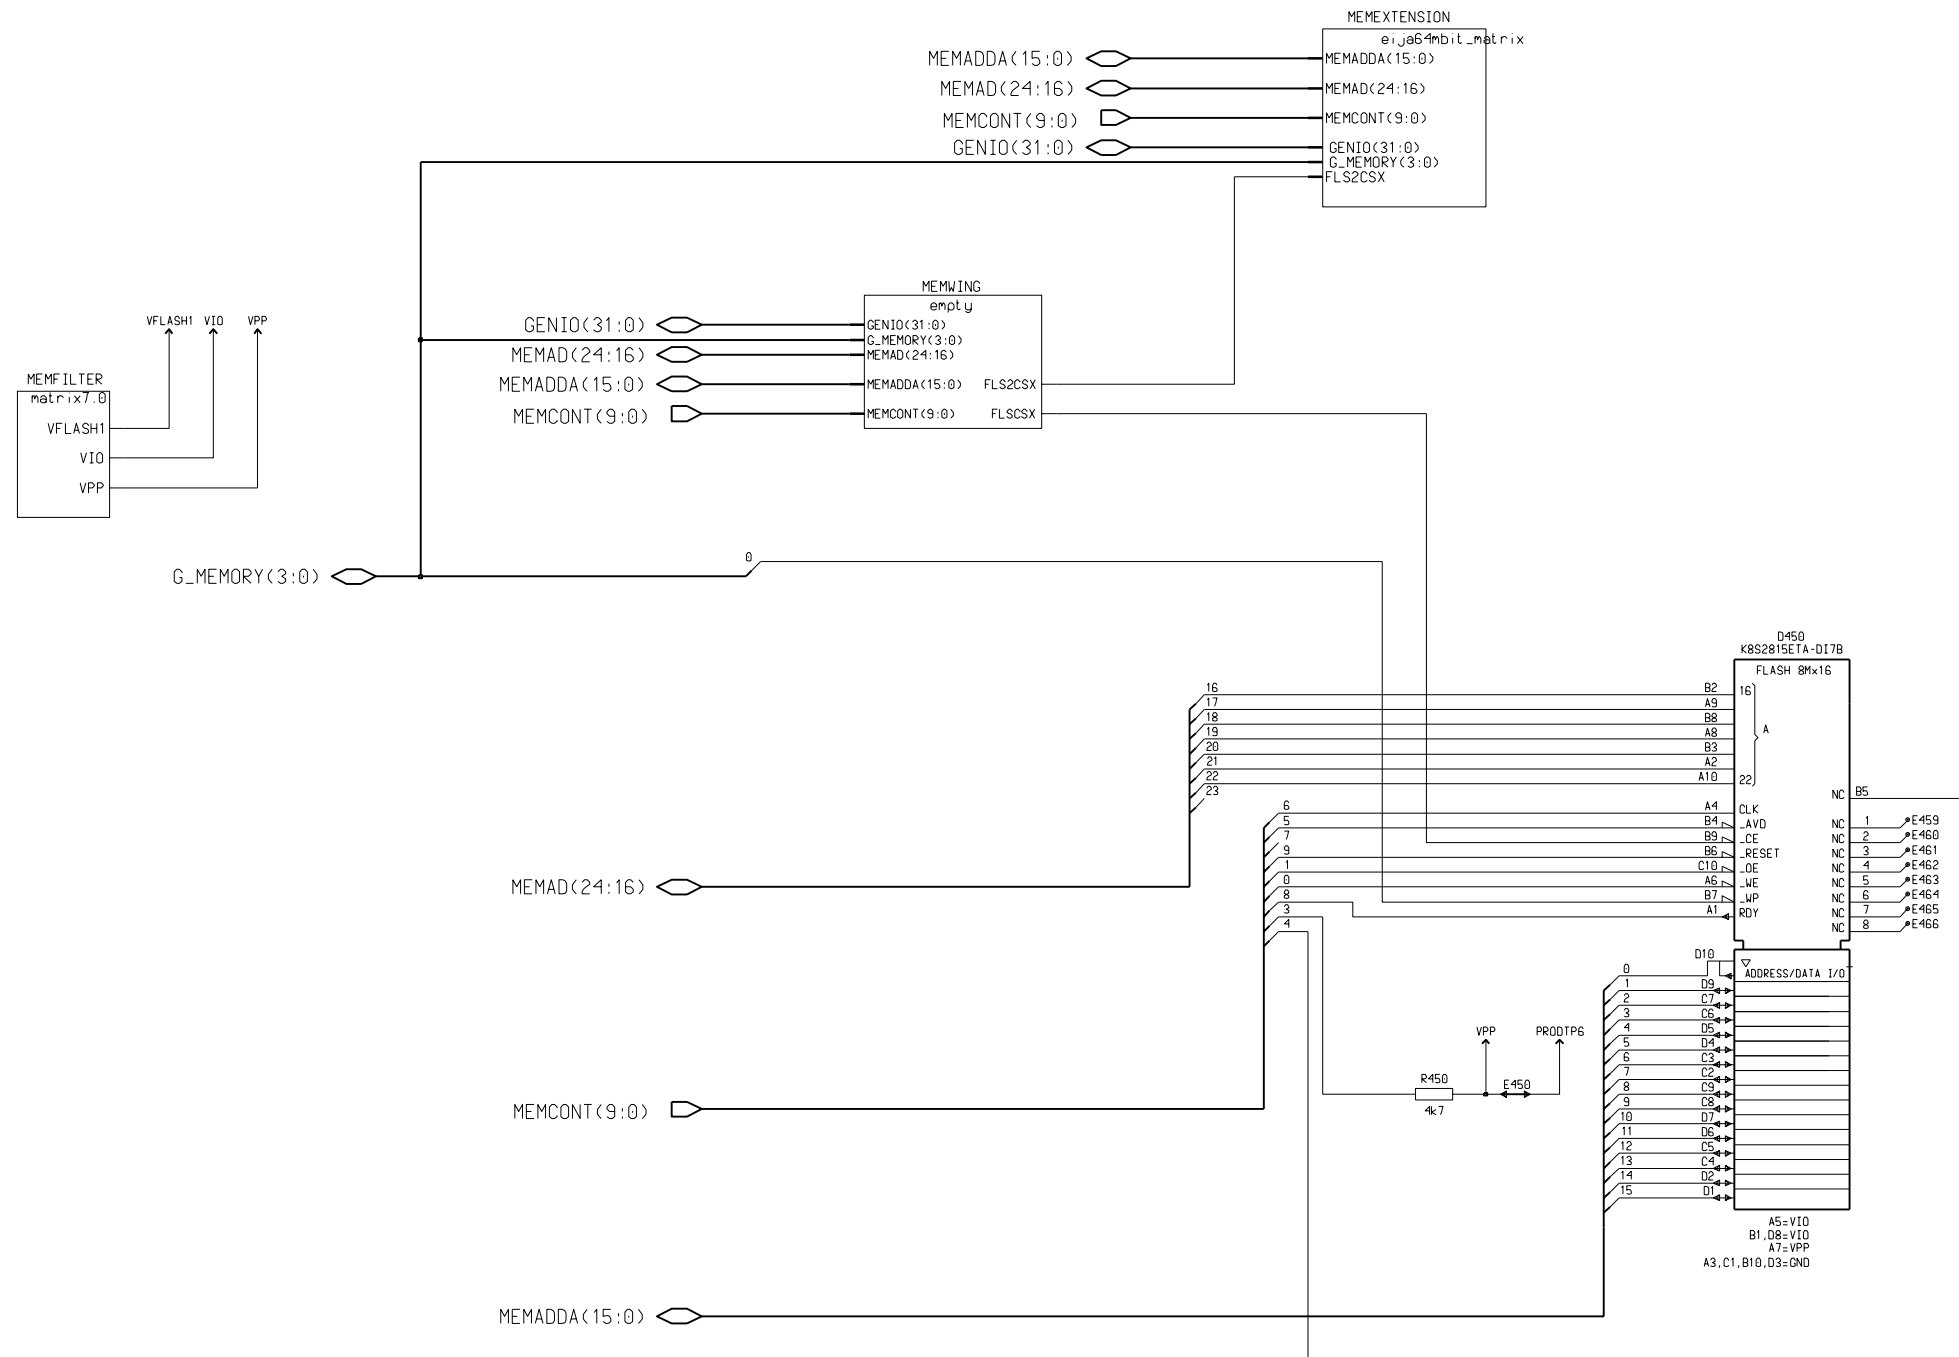 MEMEXTENSION
eija64mbit_matrix
MEMADDA(15:0)
MEMADDA(15:0)
MEMAD(24:16)
MEMAD(24:16)
MEMCONT(9:0)
MEMCONT(9:0)
GENIO(31:0)
GENIO(31:0)
G_MEMORY(3:0)
FLS2CSX
MEMWING
empty
GENIO(31:0)
GENIO(31:0)
G_MEMORY(3:0)
MEMAD(24:16)
MEMAD(24:16)
MEMADDA(15:0)
MEMADDA(15:0) FLS2CSX
MEMCONT(9:0)
MEMCONT(9:0) FLSCSX
VFLASH1 VIO VPP
MEMFILTER
matrix7.0
VFLASH1
VIO
VPP
0
G_MEMORY(3:0)
D450
K8S2815ETA-DI7B
FLASH 8Mx16
16 B2 16
17 A9
18 B8
19 A8 A
20 B3
21 A2
22 A10 22
23
NC B5
6 A4 CLK
5 B4 _AVD NC 1 E459
7 B9 _CE NC 2 E460
9 B6 _RESET NC 3 E461
1 C10 _OE NC 4 E462
0 A6 _WE NC 5 E463
8 B7 _WP NC 6 E464
3 A1 RDY NC 7 E465
4 NC 8 E466
MEMAD(24:16)
D10
0 ADDRESS/DATA I/O
1 D9
2 C7
3 C6
4 D5
5 D4
6 C3
7 C2
8 C9
9 C8
10 D7
11 D6
12 C5
13 C4
14 D2
15 D1
VPP PRODTP6
R450 E450
4k7
MEMCONT(9:0)
A5=VIO
B1,D8=VIO
A7=VPP
A3,C1,B10,D3=GND
MEMADDA(15:0)